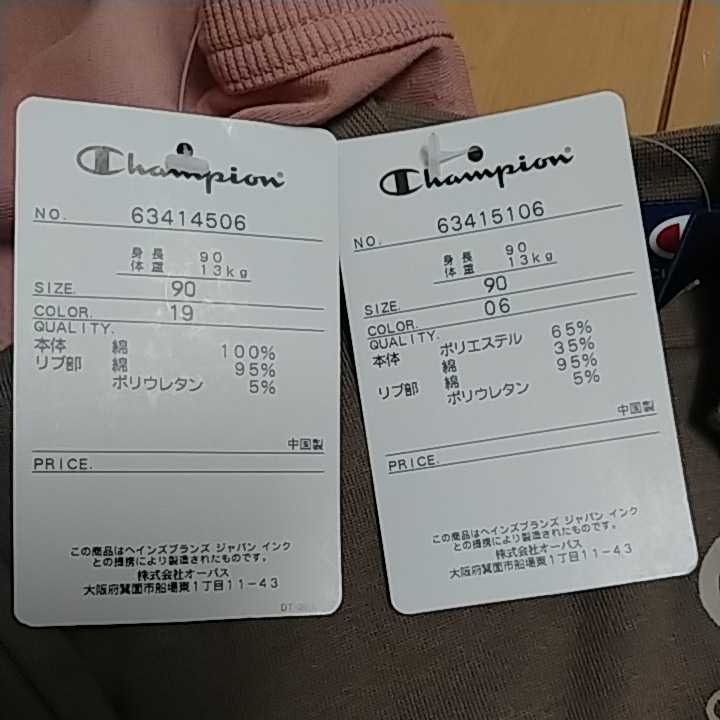 Champion
NO. 63414506
身長 90
体重 13kg
SIZE. 90
COLOR. 19
QUALITY.
本体 綿 100%
リブ部 綿 95%
ポリウレタン 5%
中国製
PRICE.
この商品はヘインズブランズ ジャパン インク
との提携により製造されたものです。
株式会社オーパス
大阪府箕面市船場東1丁目11-43
Champion
NO. 63415106
身長 90
体重 13kg
SIZE. 90
COLOR. 06
QUALITY.
本体 ポリエステル 65%
綿 35%
リブ部 綿 95%
ポリウレタン 5%
中国製
PRICE.
この商品はヘインズブランズ ジャパン インク
との提携により製造されたものです。
株式会社オーパス
大阪府箕面市船場東1丁目11-43